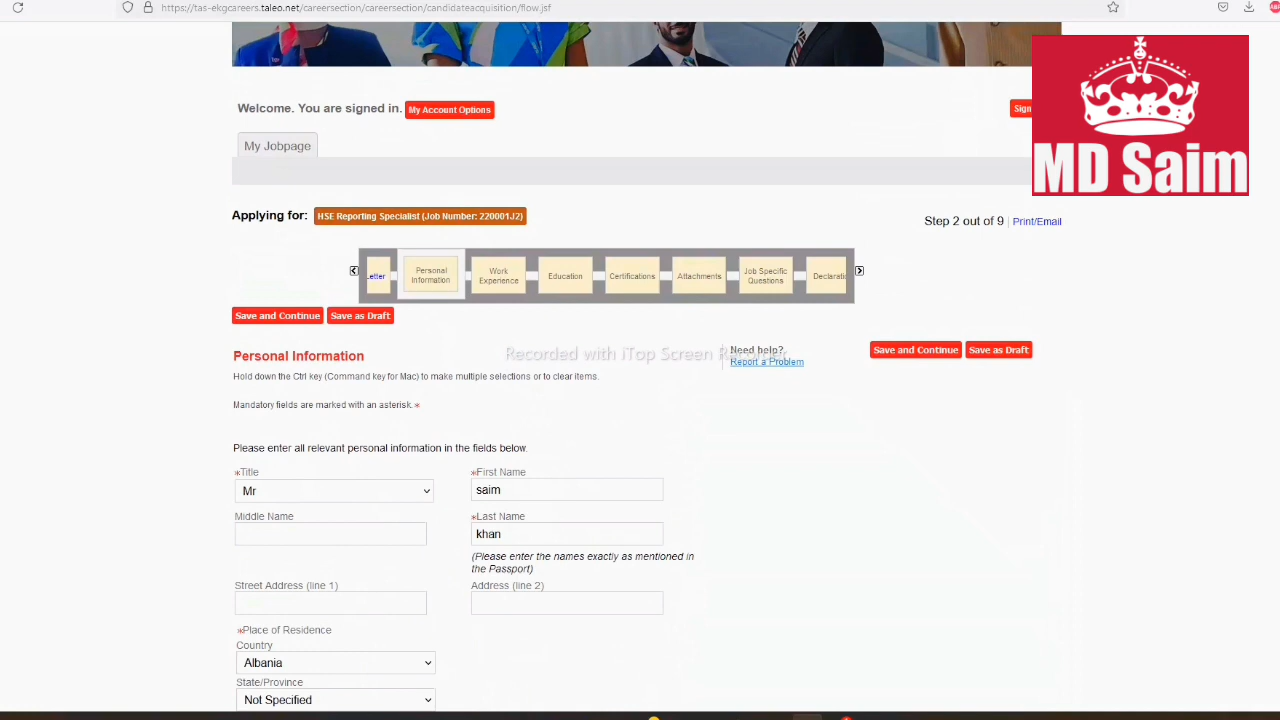 https://tas-ekgcareers.taleo.net/careersection/careersection/candidateacquisition/flow.jsf
MD Saim
Welcome. You are signed in. My Account Options
Sign
My Jobpage
Applying for: HSE Reporting Specialist (Job Number: 220001J2)
Step 2 out of 9 | Print/Email
Letter
Personal Information
Work Experience
Education
Certifications
Attachments
Job Specific Questions
Declaratio
Save and Continue Save as Draft
Personal Information
Recorded with iTop Screen Recorder
Need help?
Report a Problem
Save and Continue Save as Draft
Hold down the Ctrl key (Command key for Mac) to make multiple selections or to clear items.
Mandatory fields are marked with an asterisk. *
Please enter all relevant personal information in the fields below.
*Title
*First Name
Mr
saim
Middle Name
*Last Name
khan
(Please enter the names exactly as mentioned in
the Passport)
Street Address (line 1)
Address (line 2)
*Place of Residence
Country
Albania
State/Province
Not Specified